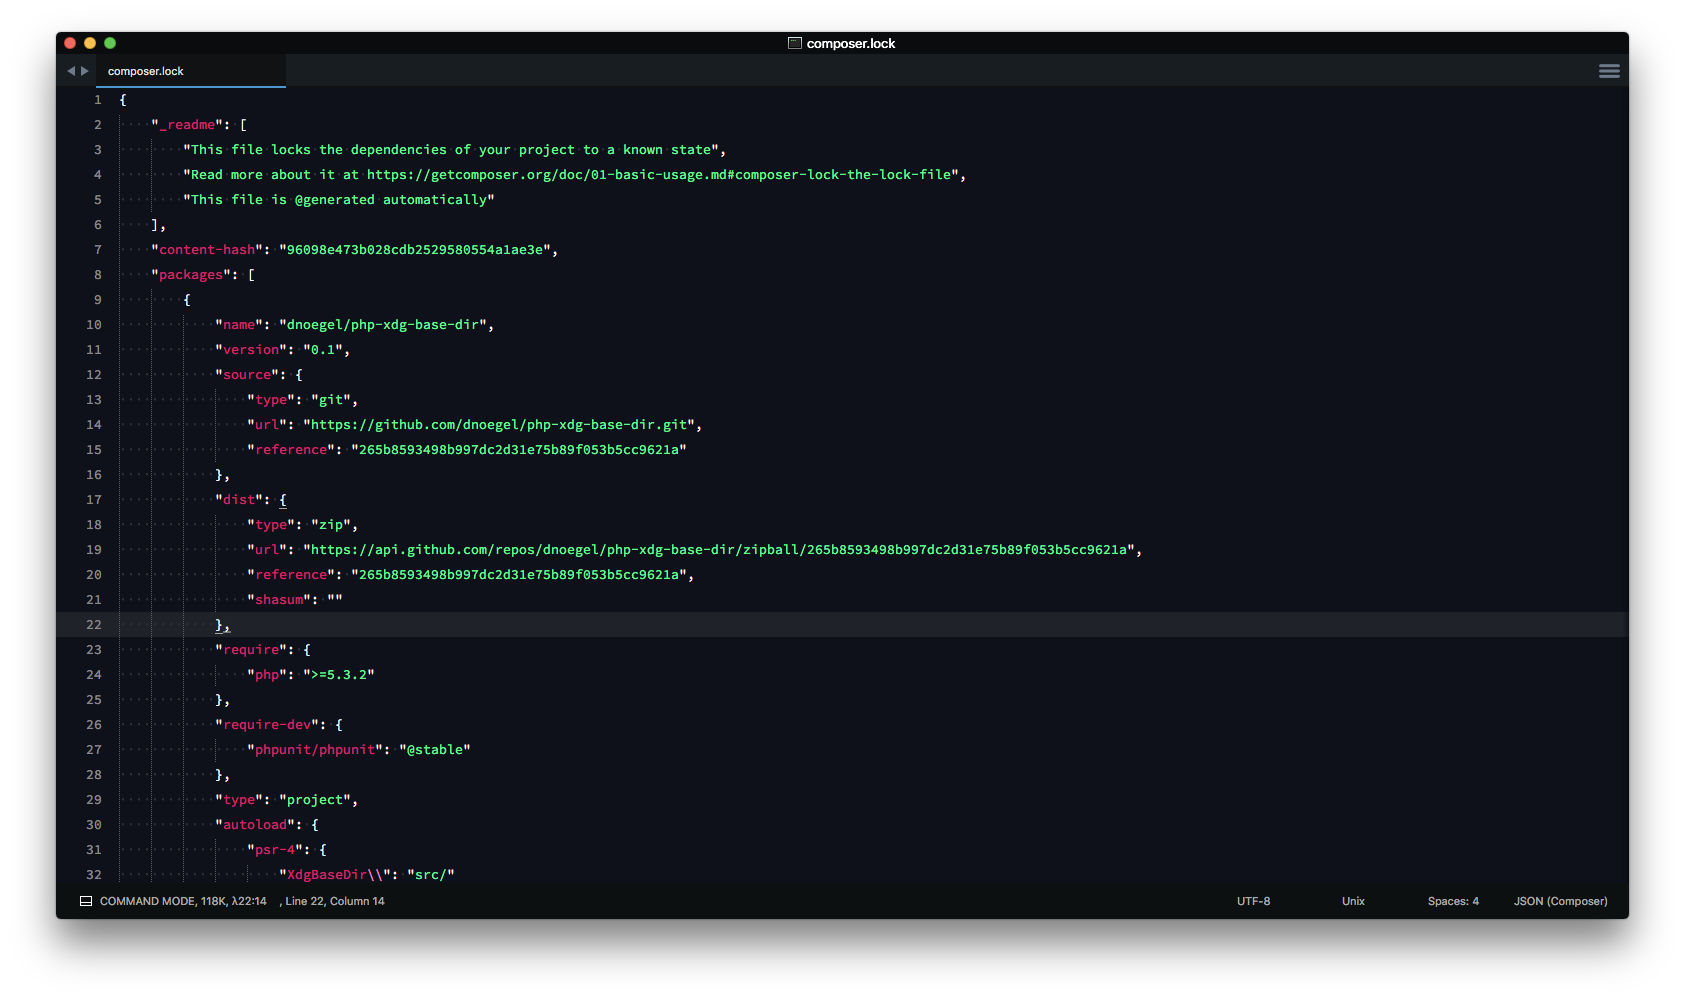 composer.lock
composer.lock
1 {
2     "_readme": [
3         "This file locks the dependencies of your project to a known state",
4         "Read more about it at https://getcomposer.org/doc/01-basic-usage.md#composer-lock-the-lock-file",
5         "This file is @generated automatically"
6     ],
7     "content-hash": "96098e473b028cdb2529580554a1ae3e",
8     "packages": [
9         {
10             "name": "dnoegel/php-xdg-base-dir",
11             "version": "0.1",
12             "source": {
13                 "type": "git",
14                 "url": "https://github.com/dnoegel/php-xdg-base-dir.git",
15                 "reference": "265b8593498b997dc2d31e75b89f053b5cc9621a"
16             },
17             "dist": {
18                 "type": "zip",
19                 "url": "https://api.github.com/repos/dnoegel/php-xdg-base-dir/zipball/265b8593498b997dc2d31e75b89f053b5cc9621a",
20                 "reference": "265b8593498b997dc2d31e75b89f053b5cc9621a",
21                 "shasum": ""
22             },
23             "require": {
24                 "php": ">=5.3.2"
25             },
26             "require-dev": {
27                 "phpunit/phpunit": "@stable"
28             },
29             "type": "project",
30             "autoload": {
31                 "psr-4": {
32                     "XdgBaseDir\\": "src/"
COMMAND MODE, 118K, λ22:14 , Line 22, Column 14 UTF-8 Unix Spaces: 4 JSON (Composer)